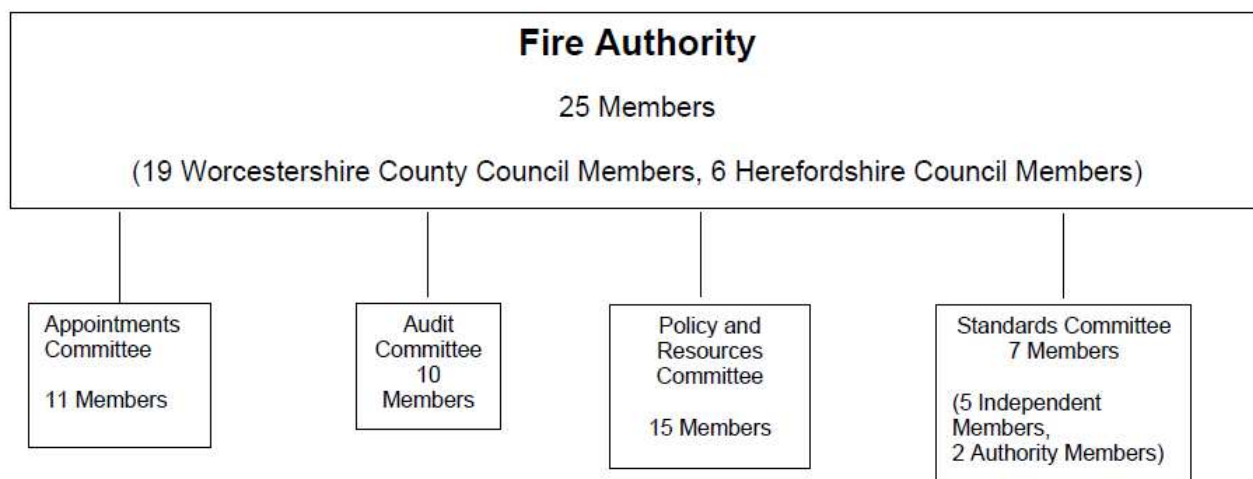 Fire Authority
25 Members
(19 Worcestershire County Council Members, 6 Herefordshire Council Members)
Appointments
Committee
11 Members
Audit
Committee
10
Members
Policy and
Resources
Committee
15 Members
Standards Committee
7 Members
(5 Independent
Members,
2 Authority Members)